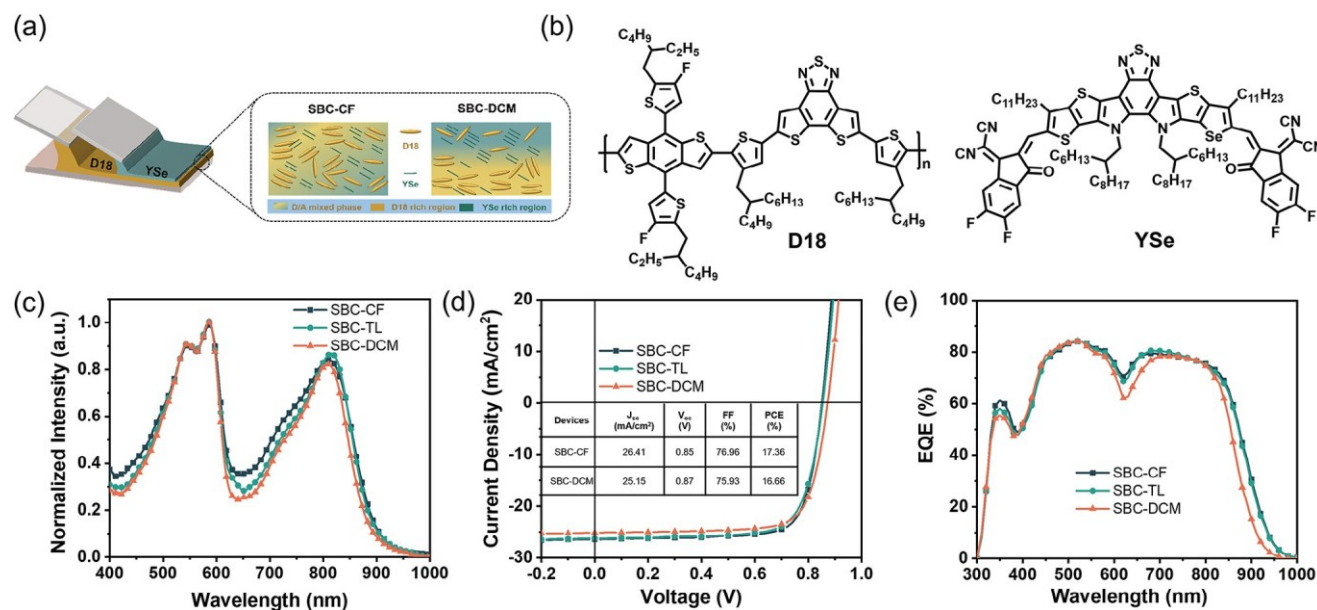 (a)
SBC-CF
SBC-DCM
D18
YSe
D18
YSe
D/A mixed phase
D18 rich region
YSe rich region
(b)
C4H9
C2H5
F
S
S
S
F
S
C2H5
C4H9
S
C6H13
C4H9
N
S
N
S
S
S
C6H13
C4H9
n
D18
N
S
N
C11H23
C11H23
S
S
S
Se
N
N
CN
CN
O
C6H13
C8H17
C6H13
C8H17
O
CN
CN
F
F
F
F
YSe
(c)
Normalized Intensity (a.u.)
1.0
0.8
0.6
0.4
0.2
0.0
SBC-CF
SBC-TL
SBC-DCM
400 500 600 700 800 900 1000
Wavelength (nm)
(d)
Current Density (mA/cm²)
20
10
0
-10
-20
-30
SBC-CF
SBC-TL
SBC-DCM
Devices Jsc (mA/cm²) Voc (V) FF (%) PCE (%)
SBC-CF 26.41 0.85 76.96 17.36
SBC-DCM 25.15 0.87 75.93 16.66
-0.2 0.0 0.2 0.4 0.6 0.8 1.0
Voltage (V)
(e)
EQE (%)
100
80
60
40
20
0
SBC-CF
SBC-TL
SBC-DCM
300 400 500 600 700 800 900 1000
Wavelength (nm)